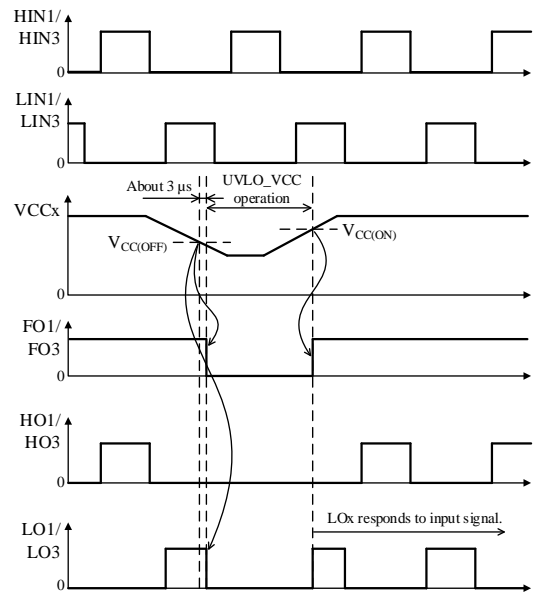 HIN1/
HIN3
0
LIN1/
LIN3
0
About 3 µs
UVLO_VCC
operation
VCCx
VCC(OFF)
VCC(ON)
0
FO1/
FO3
0
HO1/
HO3
0
LOx responds to input signal.
LO1/
LO3
0